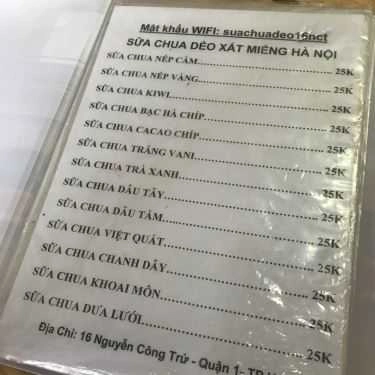 Mật khẩu WIFI: suachuadeo16nct
SỮA CHUA DẺO XẮT MIẾNG HÀ NỘI
SỮA CHUA NẾP CẨM.......................25K
SỮA CHUA NẾP VÀNG.......................25K
SỮA CHUA KIWI.......................25K
SỮA CHUA BẠC HÀ CHÍP.......................25K
SỮA CHUA CACAO CHÍP.......................25K
SỮA CHUA TRẮNG VANI.......................25K
SỮA CHUA TRÀ XANH.......................25K
SỮA CHUA DÂU TÂY.......................25K
SỮA CHUA DÂU TẰM.......................25K
SỮA CHUA VIỆT QUẤT.......................25K
SỮA CHUA CHANH DÂY.......................25K
SỮA CHUA KHOAI MÔN.......................25K
SỮA CHUA DƯA LƯỚI.......................25K
Địa Chỉ: 16 Nguyễn Công Trứ - Quận 1- TP